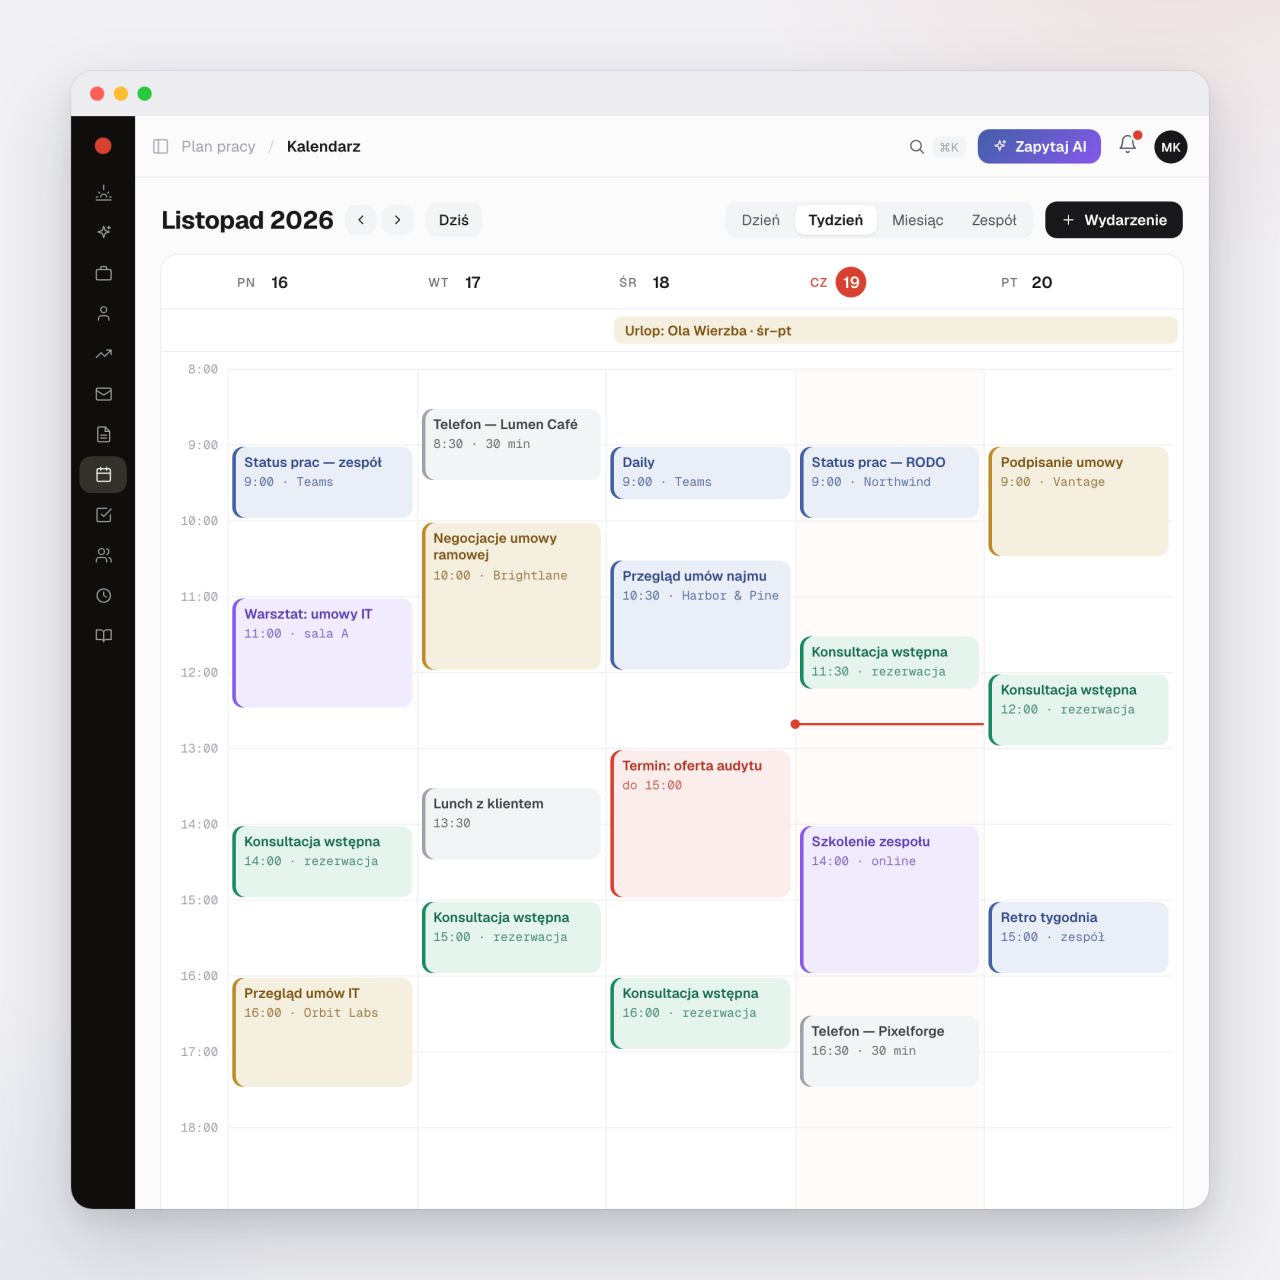 Plan pracy / Kalendarz
⌘K
Zapytaj AI
MK
Listopad 2026
Dziś
Dzień
Tydzień
Miesiąc
Zespół
+ Wydarzenie
PN 16
WT 17
ŚR 18
CZ 19
PT 20
Urlop: Ola Wierzba · śr–pt
8:00
9:00
10:00
11:00
12:00
13:00
14:00
15:00
16:00
17:00
18:00
Status prac — zespół
9:00 · Teams
Warsztat: umowy IT
11:00 · sala A
Konsultacja wstępna
14:00 · rezerwacja
Przegląd umów IT
16:00 · Orbit Labs
Telefon — Lumen Café
8:30 · 30 min
Negocjacje umowy
ramowej
10:00 · Brightlane
Lunch z klientem
13:30
Konsultacja wstępna
15:00 · rezerwacja
Daily
9:00 · Teams
Przegląd umów najmu
10:30 · Harbor & Pine
Termin: oferta audytu
do 15:00
Konsultacja wstępna
16:00 · rezerwacja
Status prac — RODO
9:00 · Northwind
Konsultacja wstępna
11:30 · rezerwacja
Szkolenie zespołu
14:00 · online
Telefon — Pixelforge
16:30 · 30 min
Podpisanie umowy
9:00 · Vantage
Konsultacja wstępna
12:00 · rezerwacja
Retro tygodnia
15:00 · zespół